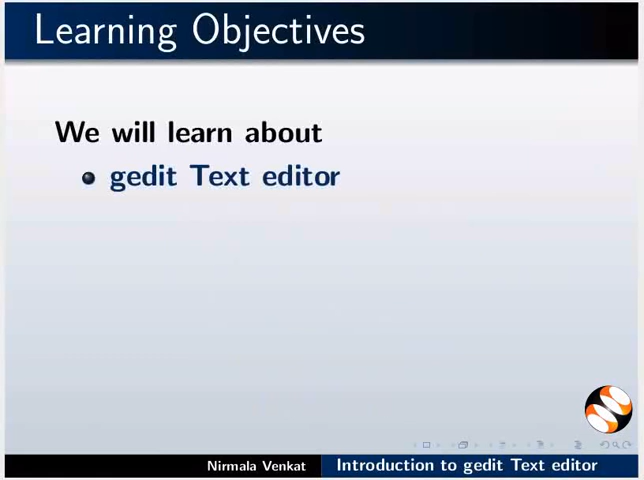 Learning Objectives
We will learn about
gedit Text editor
Nirmala Venkat
Introduction to gedit Text editor